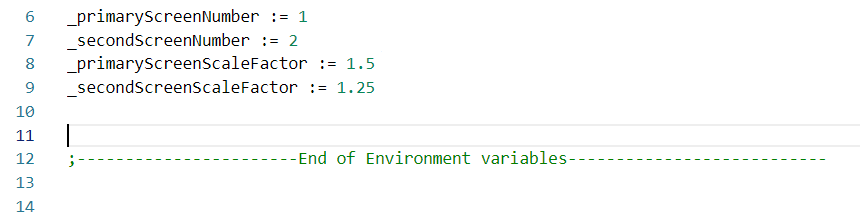 6 _primaryScreenNumber := 1
7 _secondScreenNumber := 2
8 _primaryScreenScaleFactor := 1.5
9 _secondScreenScaleFactor := 1.25
10
11
12 ;-----------------------End of Environment variables---------------------------
13
14